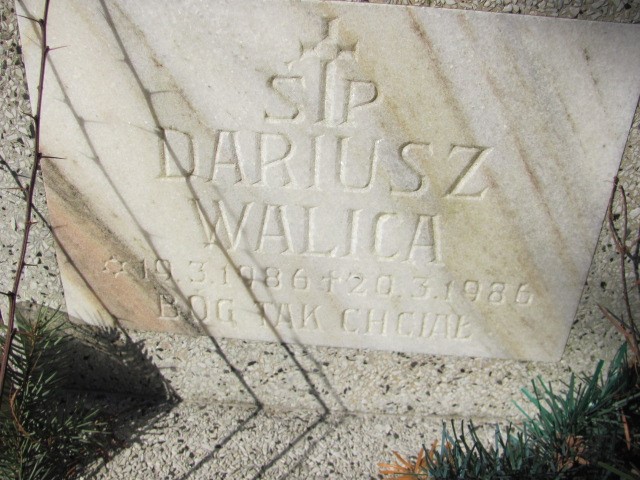 S P
DARIUSZ
WALICA
☆ 19.3.1986 ✝ 20.3.1986
BÓG TAK CHCIAŁ